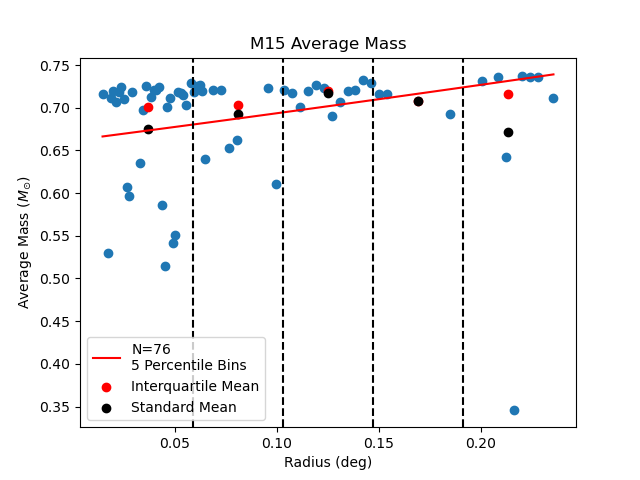 M15 Average Mass
Average Mass (M⊙)
0.75
0.70
0.65
0.60
0.55
0.50
0.45
0.40
0.35
N=76
5 Percentile Bins
Interquartile Mean
Standard Mean
0.05
0.10
0.15
0.20
Radius (deg)